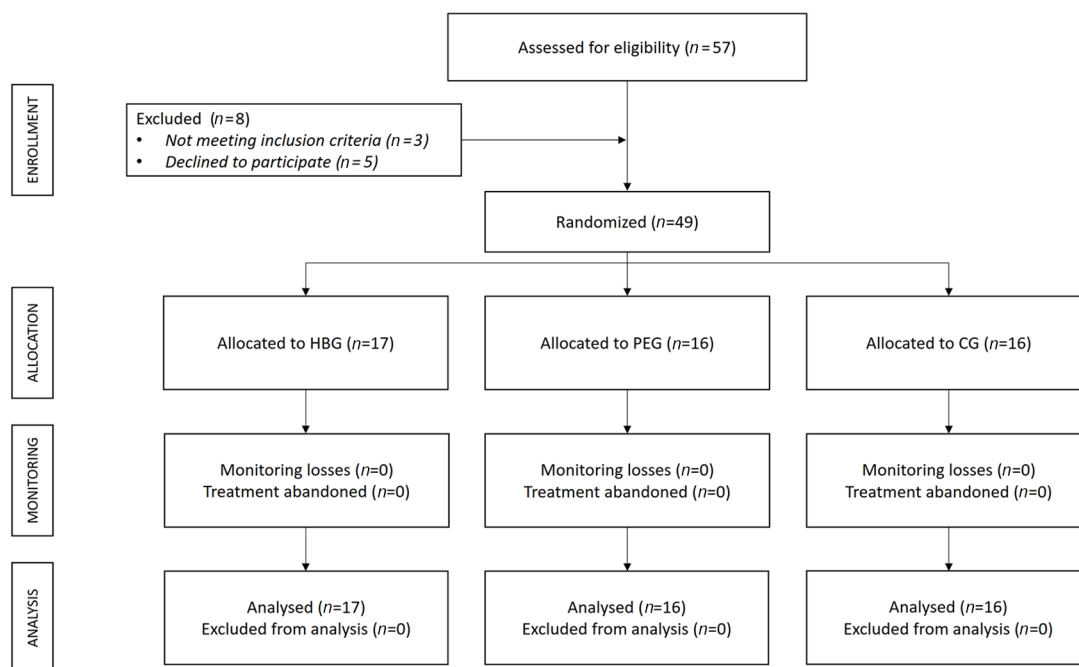 Assessed for eligibility (n=57)
ENROLLMENT
Excluded (n=8)
• Not meeting inclusion criteria (n=3)
• Declined to participate (n=5)
Randomized (n=49)
ALLOCATION
Allocated to HBG (n=17)
Allocated to PEG (n=16)
Allocated to CG (n=16)
MONITORING
Monitoring losses (n=0)
Treatment abandoned (n=0)
Monitoring losses (n=0)
Treatment abandoned (n=0)
Monitoring losses (n=0)
Treatment abandoned (n=0)
ANALYSIS
Analysed (n=17)
Excluded from analysis (n=0)
Analysed (n=16)
Excluded from analysis (n=0)
Analysed (n=16)
Excluded from analysis (n=0)